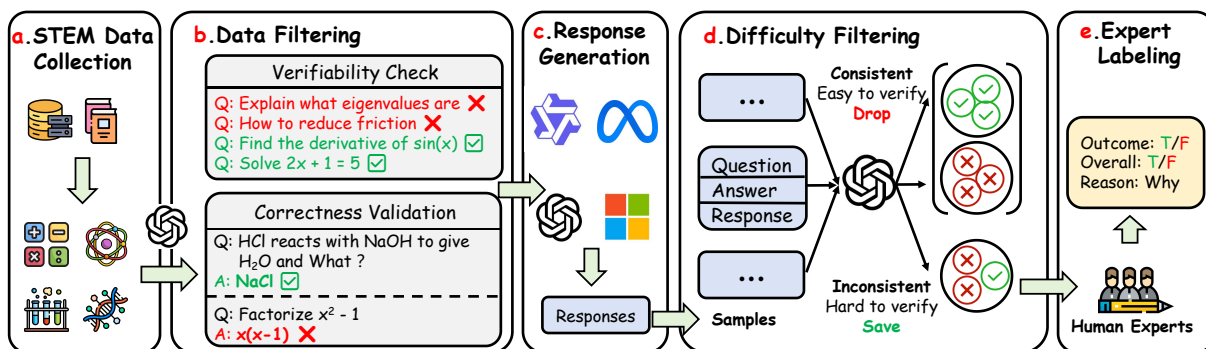 a.STEM Data
Collection
b.Data Filtering
Verifiability Check
Q: Explain what eigenvalues are
Q: How to reduce friction
Q: Find the derivative of sin(x)
Q: Solve 2x + 1 = 5
Correctness Validation
Q: HCl reacts with NaOH to give
H₂O and What ?
A: NaCl
Q: Factorize x² - 1
A: x(x-1)
c.Response
Generation
Responses
d.Difficulty Filtering
...
Question
Answer
Response
...
Samples
Consistent
Easy to verify
Drop
Inconsistent
Hard to verify
Save
e.Expert
Labeling
Outcome: T/F
Overall: T/F
Reason: Why
Human Experts